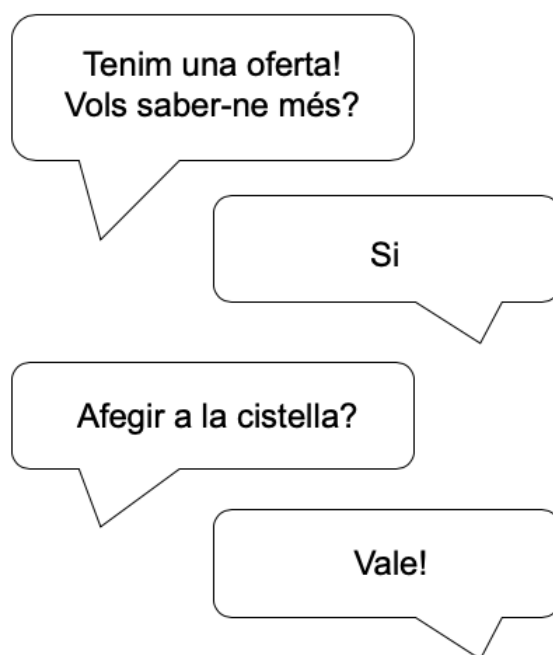 Tenim una oferta!
Vols saber-ne més?
Si
Afegir a la cistella?
Vale!